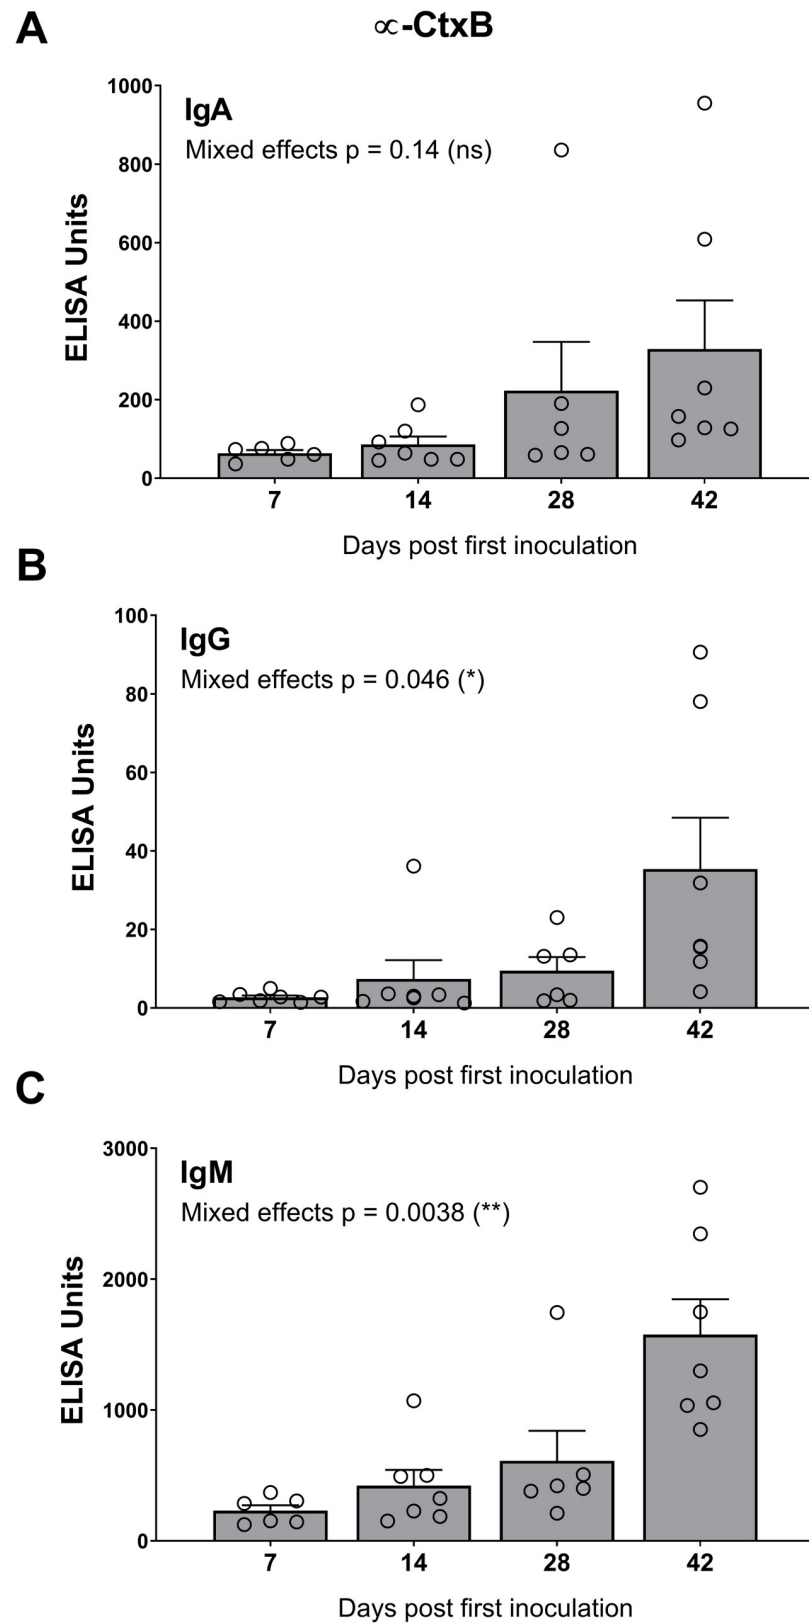 A
∝-CtxB
1000
800
600
400
200
0
IgA
Mixed effects p = 0.14 (ns)
ELISA Units
7 14 28 42
Days post first inoculation
B
100
80
60
40
20
0
IgG
Mixed effects p = 0.046 (*)
ELISA Units
7 14 28 42
Days post first inoculation
C
3000
2000
1000
0
IgM
Mixed effects p = 0.0038 (**)
ELISA Units
7 14 28 42
Days post first inoculation